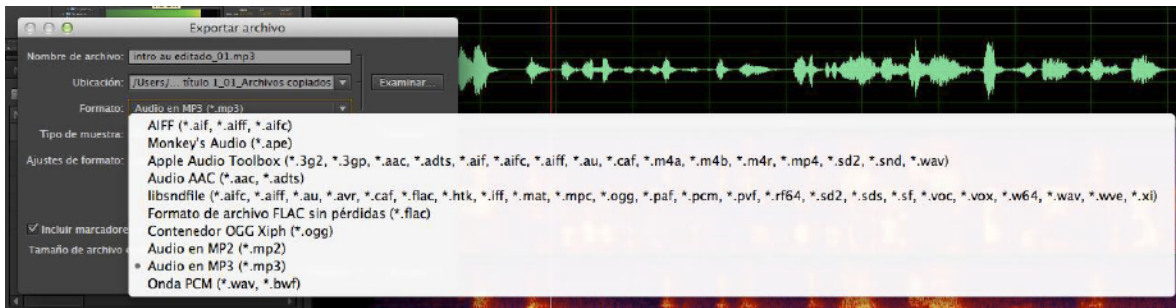 Exportar archivo
Nombre de archivo: intro au editado_01.mp3
Ubicación: /Users/... título 1_01_Archivos copiados Examinar...
Formato: Audio en MP3 (*.mp3)
Tipo de muestra:
Ajustes de formato:
AIFF (*.aif, *.aiff, *.aifc)
Monkey's Audio (*.ape)
Apple Audio Toolbox (*.3g2, *.3gp, *.aac, *.adts, *.aif, *.aifc, *.aiff, *.au, *.caf, *.m4a, *.m4b, *.m4r, *.mp4, *.sd2, *.snd, *.wav)
Audio AAC (*.aac, *.adts)
libsndfile (*.aifc, *.aiff, *.au, *.avr, *.caf, *.flac, *.htk, *.iff, *.mat, *.mpc, *.ogg, *.paf, *.pcm, *.pvf, *.rf64, *.sd2, *.sds, *.sf, *.voc, *.vox, *.w64, *.wav, *.wve, *.xi)
Formato de archivo FLAC sin pérdidas (*.flac)
Contenedor OGG Xiph (*.ogg)
Audio en MP2 (*.mp2)
Audio en MP3 (*.mp3)
Onda PCM (*.wav, *.bwf)
Incluir marcadore
Tamaño de archivo